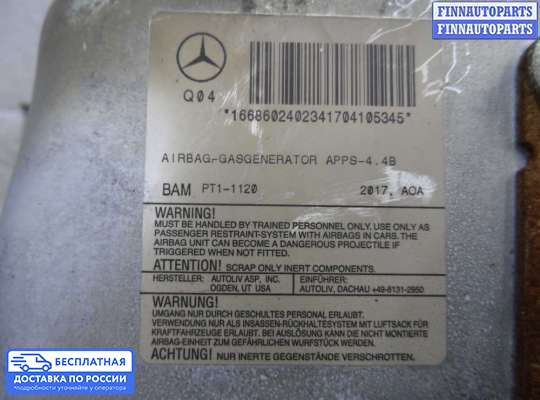 FINNAUTOPARTS
FINNAUTOPARTS
Q04
*1668602402341704105345*
AIRBAG-GASGENERATOR APPS-4.4B
BAM PT1-1120 2017, AOA
WARNING!
MUST BE HANDLED BY TRAINED PERSONNEL ONLY. USE ONLY AS
PASSENGER RESTRAINT-SYSTEM WITH AIRBAGS IN CARS. THE
AIRBAG UNIT CAN BECOME A DANGEROUS PROJECTILE IF
TRIGGERED WHEN NOT FITTED.
ATTENTION! SCRAP ONLY INERT COMPONENTS.
HERSTELLER: AUTOLIV ASP, INC. EINFÜHRER:
OGDEN, UT USA AUTOLIV, DACHAU +49-8131-2950
WARNUNG!
UMGANG NUR DURCH GESCHULTES PERSONAL ERLAUBT.
VERWENDUNG NUR ALS INSASSEN-RÜCKHALTESYSTEM MIT LUFTSACK FÜR
KRAFTFAHRZEUGE ERLAUBT. BEI AUSLÖSUNG KANN DIE NICHT MONTIERTE
AIRBAG-EINHEIT ZUM GEFÄHRLICHEN WURFSTÜCK WERDEN.
ACHTUNG! NUR INERTE GEGENSTÄNDE VERSCHROTTEN.
БЕСПЛАТНАЯ
ДОСТАВКА ПО РОССИИ
подробности уточняйте у оператора